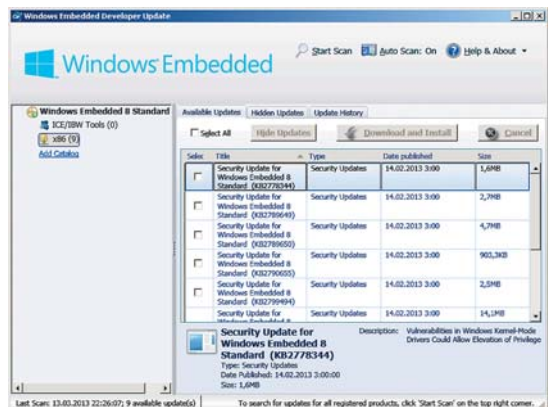 Windows Embedded Developer Update
Windows Embedded
Start Scan
Auto Scan: On
Help & About
Windows Embedded 8 Standard
ICE/IBW Tools (0)
x86 (9)
Add Catalog
Available Updates
Hidden Updates
Update History
Select All
Hide Updates
Download and Install
Cancel
Select Title Type Date published Size
Security Update for Windows Embedded 8 Standard (KB2778344) Security Updates 14.02.2013 3:00 1,6MB
Security Update for Windows Embedded 8 Standard (KB2789649) Security Updates 14.02.2013 3:00 2,7MB
Security Update for Windows Embedded 8 Standard (KB2789650) Security Updates 14.02.2013 3:00 4,7MB
Security Update for Windows Embedded 8 Standard (KB2790655) Security Updates 14.02.2013 3:00 903,3KB
Security Update for Windows Embedded 8 Standard (KB2799494) Security Updates 14.02.2013 3:00 2,5MB
Security Update for Windows Embedded 8 Security Updates 14.02.2013 3:00 14,1MB
Security Update for
Windows Embedded
8
Standard (KB2778344)
Type: Security Updates
Date Published: 14.02.2013 3:00:00
Size: 1,6MB
Description: Vulnerabilities in Windows Kernel-Mode
Drivers Could Allow Elevation of Privilege
Last Scan: 13.03.2013 22:26:07; 9 available update(s)
To search for updates for all registered products, click 'Start Scan' on the top right corner.